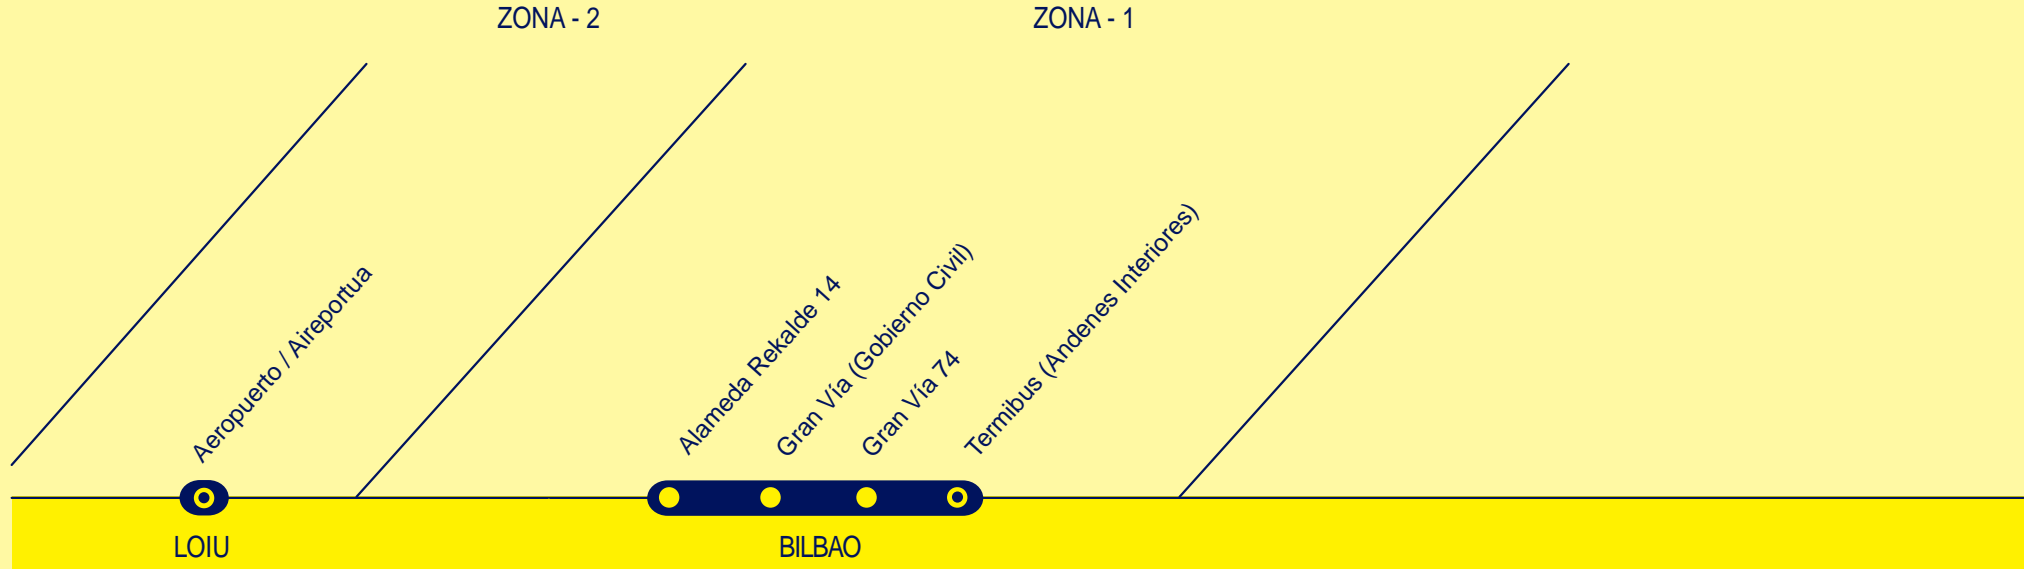 ZONA - 2
ZONA - 1
Aeropuerto / Aireportua
Alameda Rekalde 14
Gran Vía (Gobierno Civil)
Gran Vía 74
Termibus (Andenes Interiores)
LOIU
BILBAO